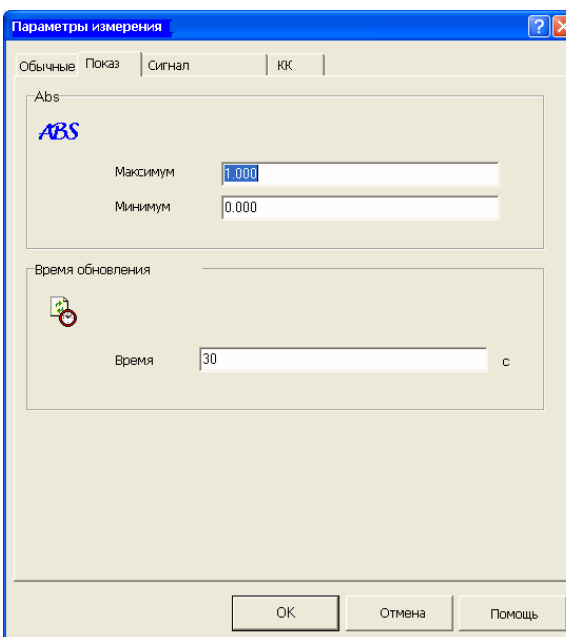 Параметры измерения
Обычные Показ Сигнал КК
Abs
ABS
Максимум 1.000
Минимум 0.000
Время обновления
Время 30 с
OK Отмена Помощь